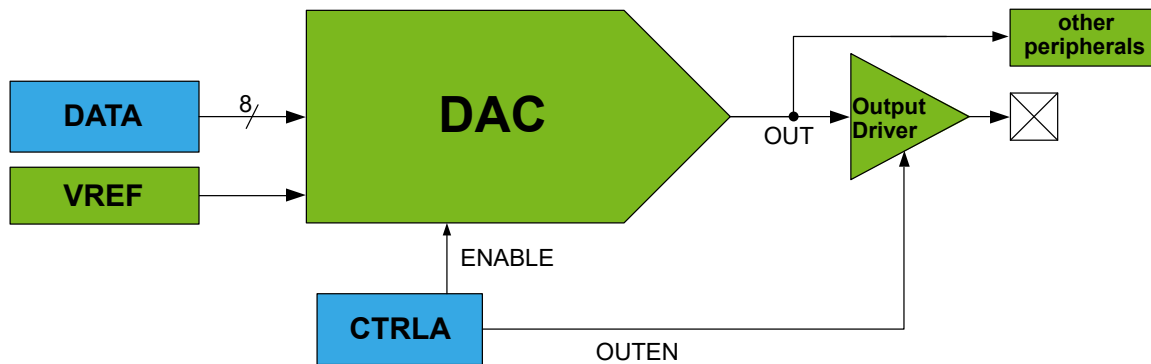 other
peripherals
8
DATA
DAC
Output
Driver
OUT
VREF
ENABLE
CTRLA
OUTEN